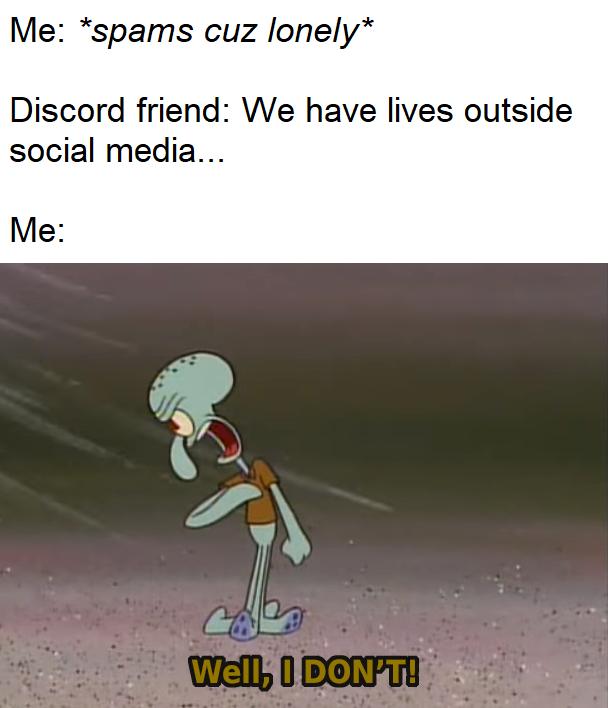 Me: *spams cuz lonely*
Discord friend: We have lives outside
social media...
Me:
Well, I DON'T!